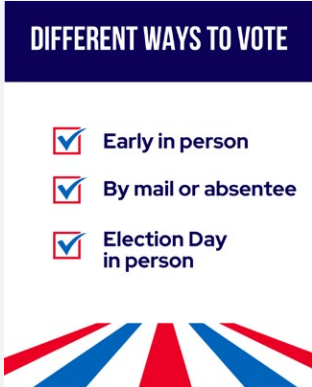 DIFFERENT WAYS TO VOTE
Early in person
By mail or absentee
Election Day
in person